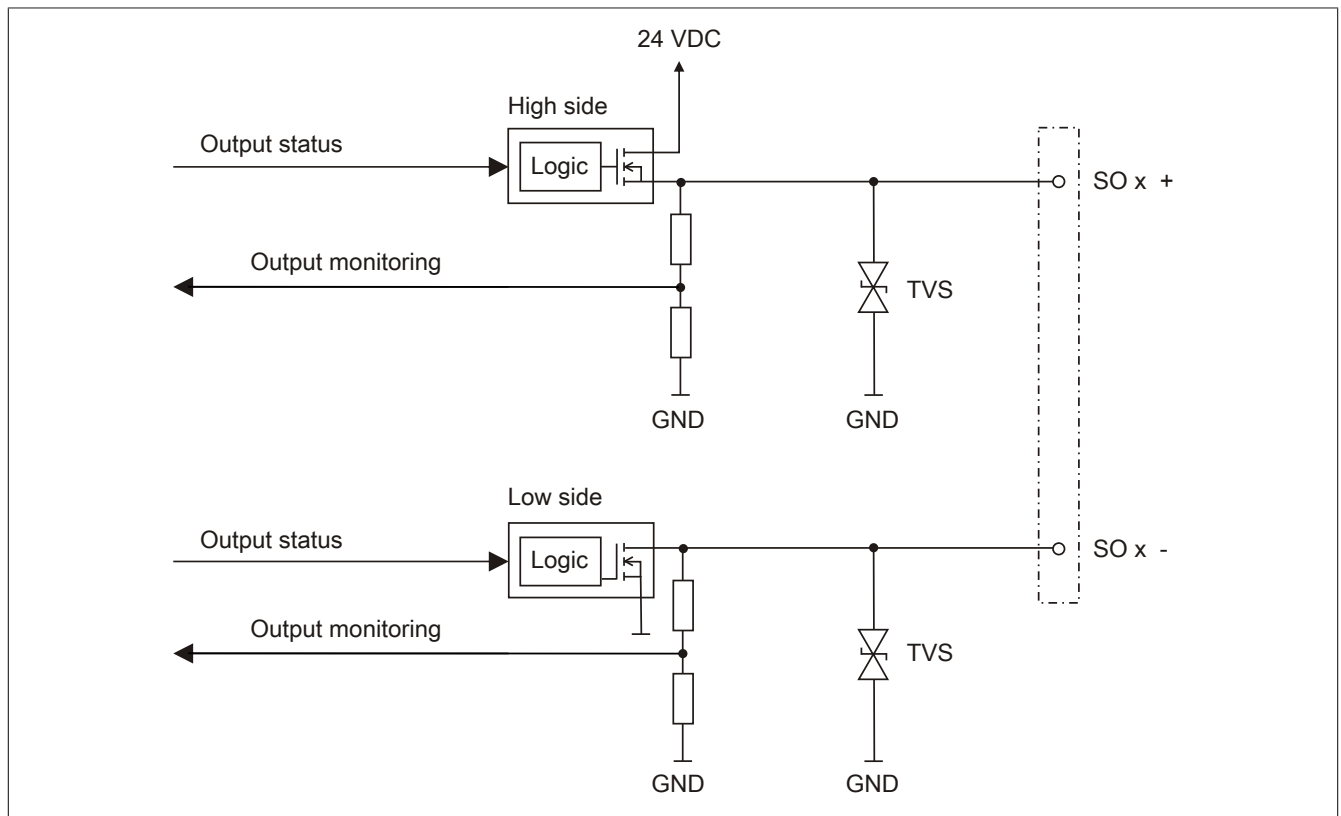 24 VDC
High side
Output status
Logic
SO x +
Output monitoring
TVS
GND
GND
Low side
Output status
Logic
SO x -
Output monitoring
TVS
GND
GND